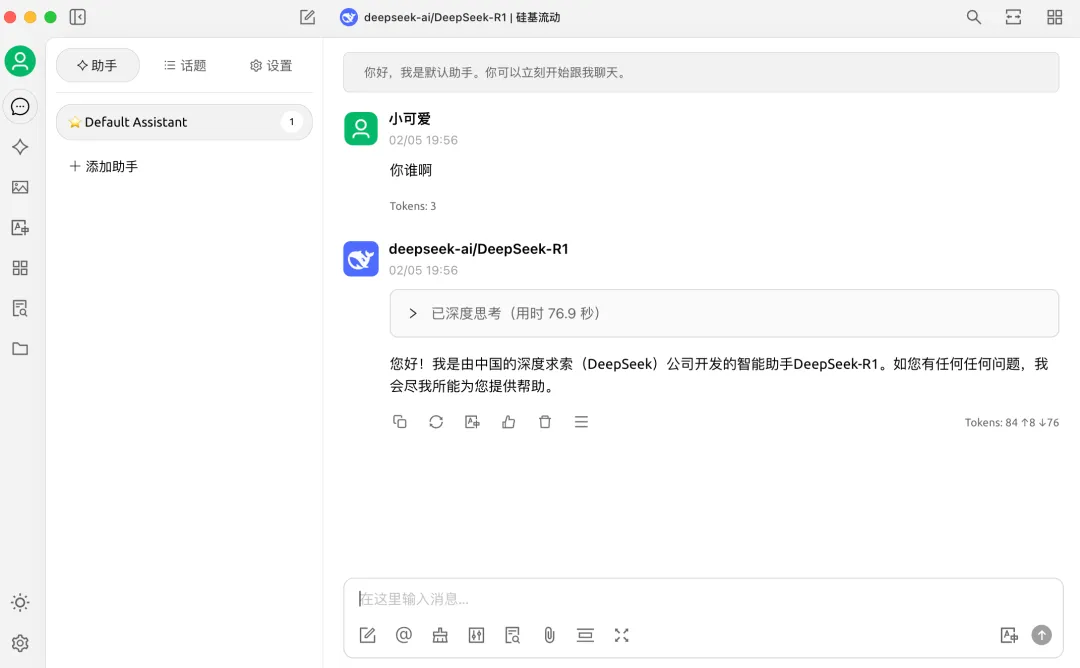 deepseek-ai/DeepSeek-R1 | 硅基流动
助手
话题
设置
Default Assistant
1
添加助手
你好，我是默认助手。你可以立刻开始跟我聊天。
小可爱
02/05 19:56
你谁啊
Tokens: 3
deepseek-ai/DeepSeek-R1
02/05 19:56
已深度思考（用时 76.9 秒）
您好！我是由中国的深度求索（DeepSeek）公司开发的智能助手DeepSeek-R1。如您有任何任何问题，我
会尽我所能为您提供帮助。
Tokens: 84 ↑8 ↓76
在这里输入消息...